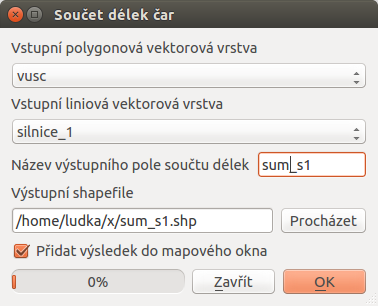 Součet délek čar
Vstupní polygonová vektorová vrstva
vusc
Vstupní liniová vektorová vrstva
silnice_1
Název výstupního pole součtu délek sum_s1
Výstupní shapefile
/home/ludka/x/sum_s1.shp Procházet
Přidat výsledek do mapového okna
0% Zavřít OK